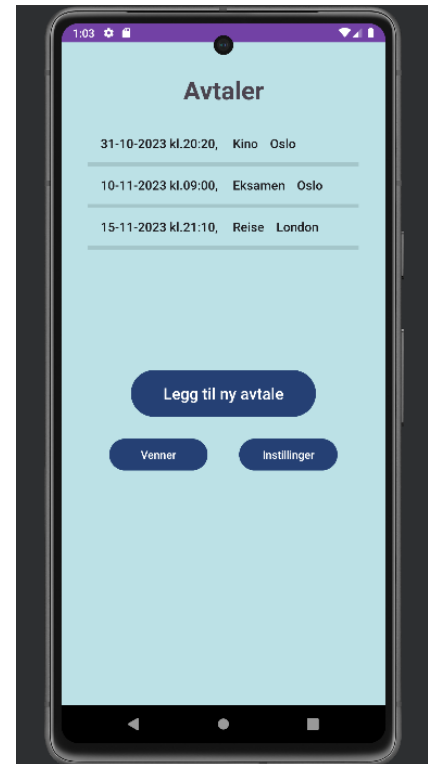 1:03
Avtaler
31-10-2023 kl.20:20, Kino Oslo
10-11-2023 kl.09:00, Eksamen Oslo
15-11-2023 kl.21:10, Reise London
Legg til ny avtale
Venner Instillinger